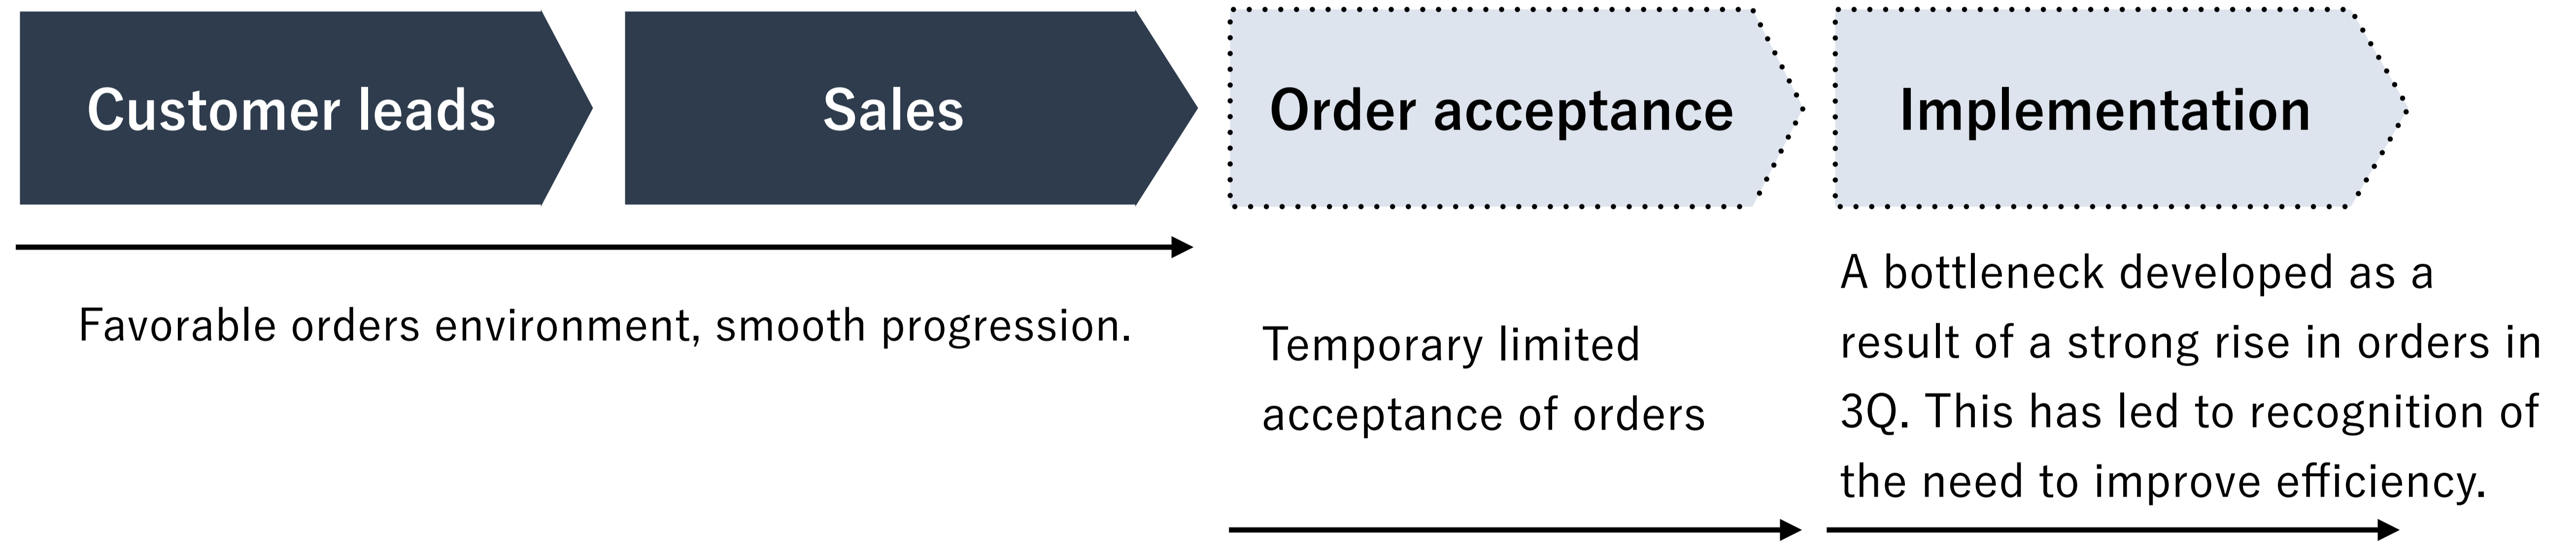 Customer leads
Sales
Order acceptance
Implementation
Favorable orders environment, smooth progression.
Temporary limited
acceptance of orders
A bottleneck developed as a
result of a strong rise in orders in
3Q. This has led to recognition of
the need to improve efficiency.